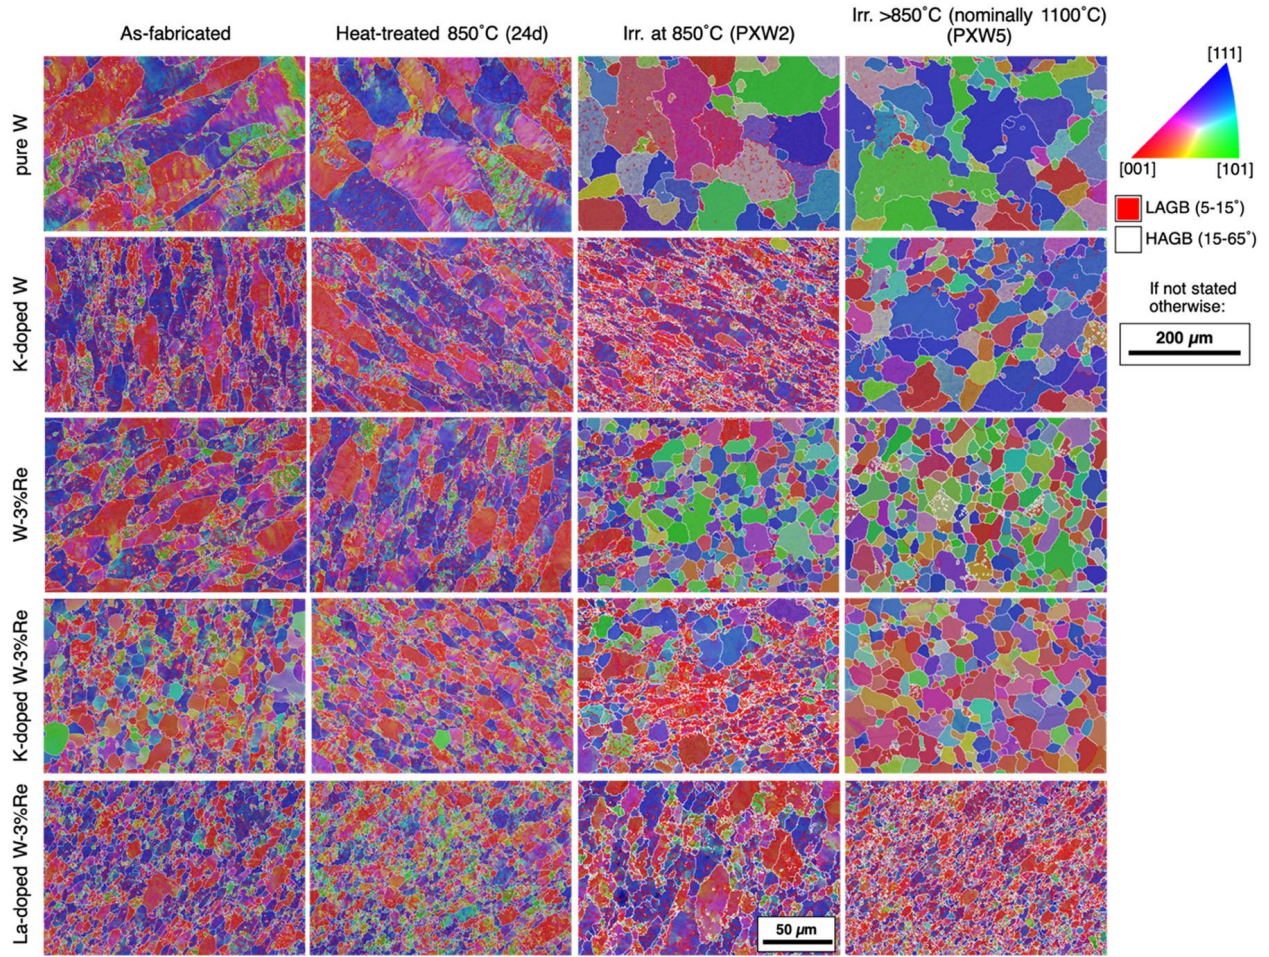 As-fabricated
Heat-treated 850˚C (24d)
Irr. at 850˚C (PXW2)
Irr. >850˚C (nominally 1100˚C)
(PXW5)
pure W
K-doped W
W-3%Re
K-doped W-3%Re
La-doped W-3%Re
[111]
[001]
[101]
LAGB (5-15˚)
HAGB (15-65˚)
If not stated
otherwise:
200 µm
50 µm